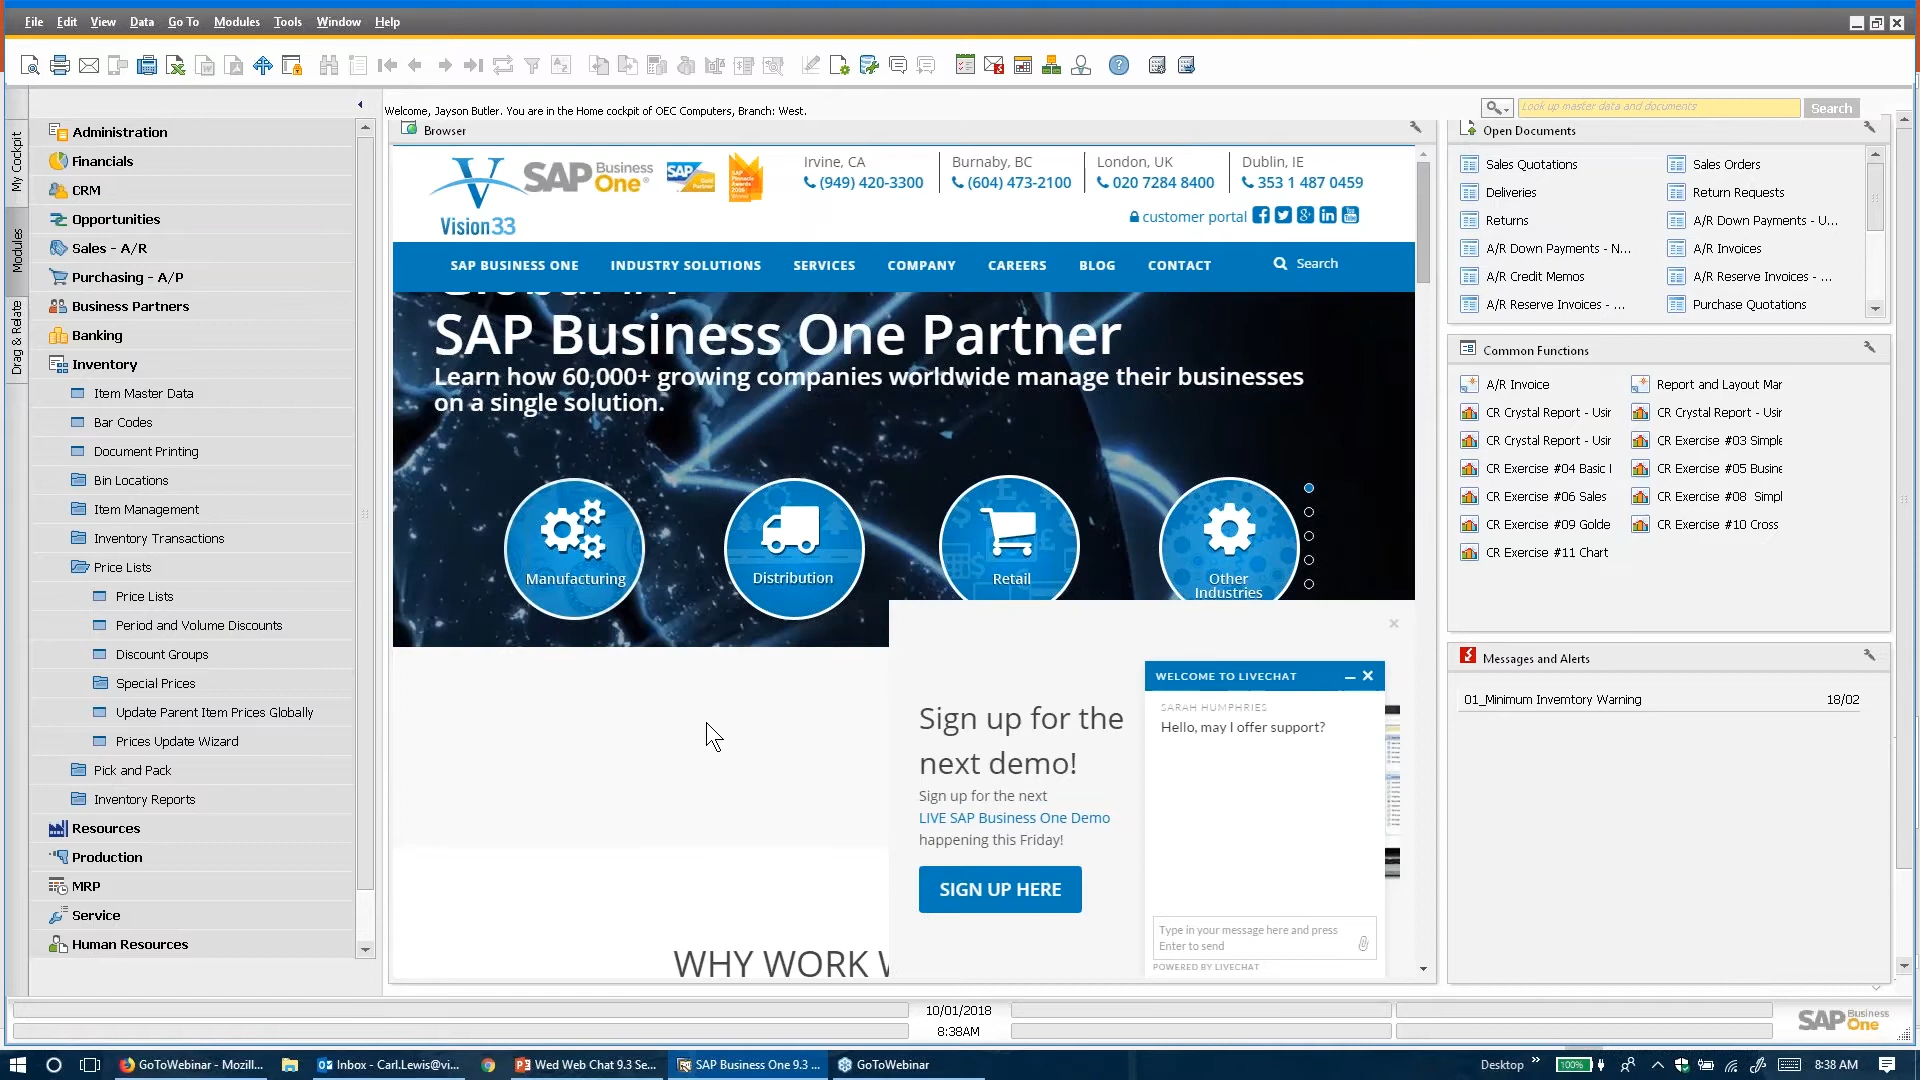 File Edit View Data Go To Modules Tools Window Help
Welcome, Jayson Butler. You are in the Home cockpit of OEC Computers, Branch: West.
Look up master data and documents
Search
My Cockpit
Modules
Drag & Relate
Administration
Financials
CRM
Opportunities
Sales - A/R
Purchasing - A/P
Business Partners
Banking
Inventory
Item Master Data
Bar Codes
Document Printing
Bin Locations
Item Management
Inventory Transactions
Price Lists
Price Lists
Period and Volume Discounts
Discount Groups
Special Prices
Update Parent Item Prices Globally
Prices Update Wizard
Pick and Pack
Inventory Reports
Resources
Production
MRP
Service
Human Resources
Browser
Vision33
SAP Business One
Irvine, CA
(949) 420-3300
Burnaby, BC
(604) 473-2100
London, UK
020 7284 8400
Dublin, IE
353 1 487 0459
customer portal
SAP BUSINESS ONE INDUSTRY SOLUTIONS SERVICES COMPANY CAREERS BLOG CONTACT Search
SAP Business One Partner
Learn how 60,000+ growing companies worldwide manage their businesses
on a single solution.
Manufacturing
Distribution
Retail
Other
Industries
Sign up for the
next demo!
Sign up for the next
LIVE SAP Business One Demo
happening this Friday!
SIGN UP HERE
WELCOME TO LIVECHAT
SARAH HUMPHRIES
Hello, may I offer support?
Type in your message here and press
Enter to send
POWERED BY LIVECHAT
WHY WORK W
Open Documents
Sales Quotations Sales Orders
Deliveries Return Requests
Returns A/R Down Payments - U...
A/R Down Payments - N... A/R Invoices
A/R Credit Memos A/R Reserve Invoices - ...
A/R Reserve Invoices - ... Purchase Quotations
Common Functions
A/R Invoice Report and Layout Mar
CR Crystal Report - Usir CR Crystal Report - Usir
CR Crystal Report - Usir CR Exercise #03 Simple
CR Exercise #04 Basic I CR Exercise #05 Busine
CR Exercise #06 Sales CR Exercise #08 Simpl
CR Exercise #09 Golde CR Exercise #10 Cross
CR Exercise #11 Chart
Messages and Alerts
01_Minimum Invemtory Warning 18/02
10/01/2018
8:38AM
SAP Business One
GoToWebinar - Mozill... Inbox - Carl.Lewis@vi... Wed Web Chat 9.3 Se... SAP Business One 9.3 ... GoToWebinar Desktop 100% 8:38 AM